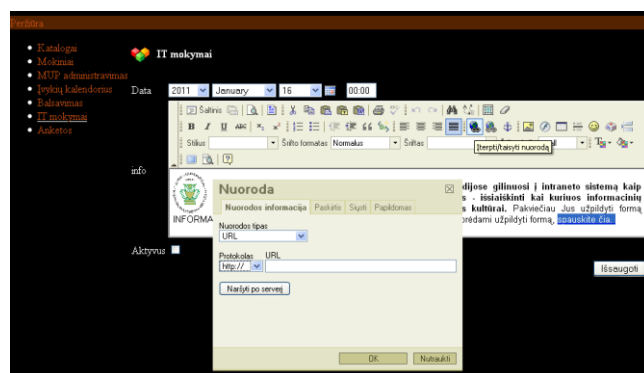 Peržiūra
Katalogai
Mokiniai
MUP administravimas
Įvykių kalendorius
Balsavimas
IT mokymai
Anketos
IT mokymai
Data 2011 January 16 00:00
Šaltinis
B I U ABC
Stilius Šrifto formatas Normalus Šriftas
Įterpti/taisyti nuorodą
info
dijose gilinuosi į intraneto sistemą kaip
s - išsiaiškinti kai kuriuos informacinių
s kultūrai. Pakviečiau Jus užpildyti formą
orėdami užpildyti formą, spauskite čia.
INFORMA
Nuoroda
Nuorodos informacija Paskirtis Siųsti Papildomas
Nuorodos tipas
URL
Protokolas URL
http://
Naršyti po serverį
OK Nutraukti
Aktyvus
Išsaugoti